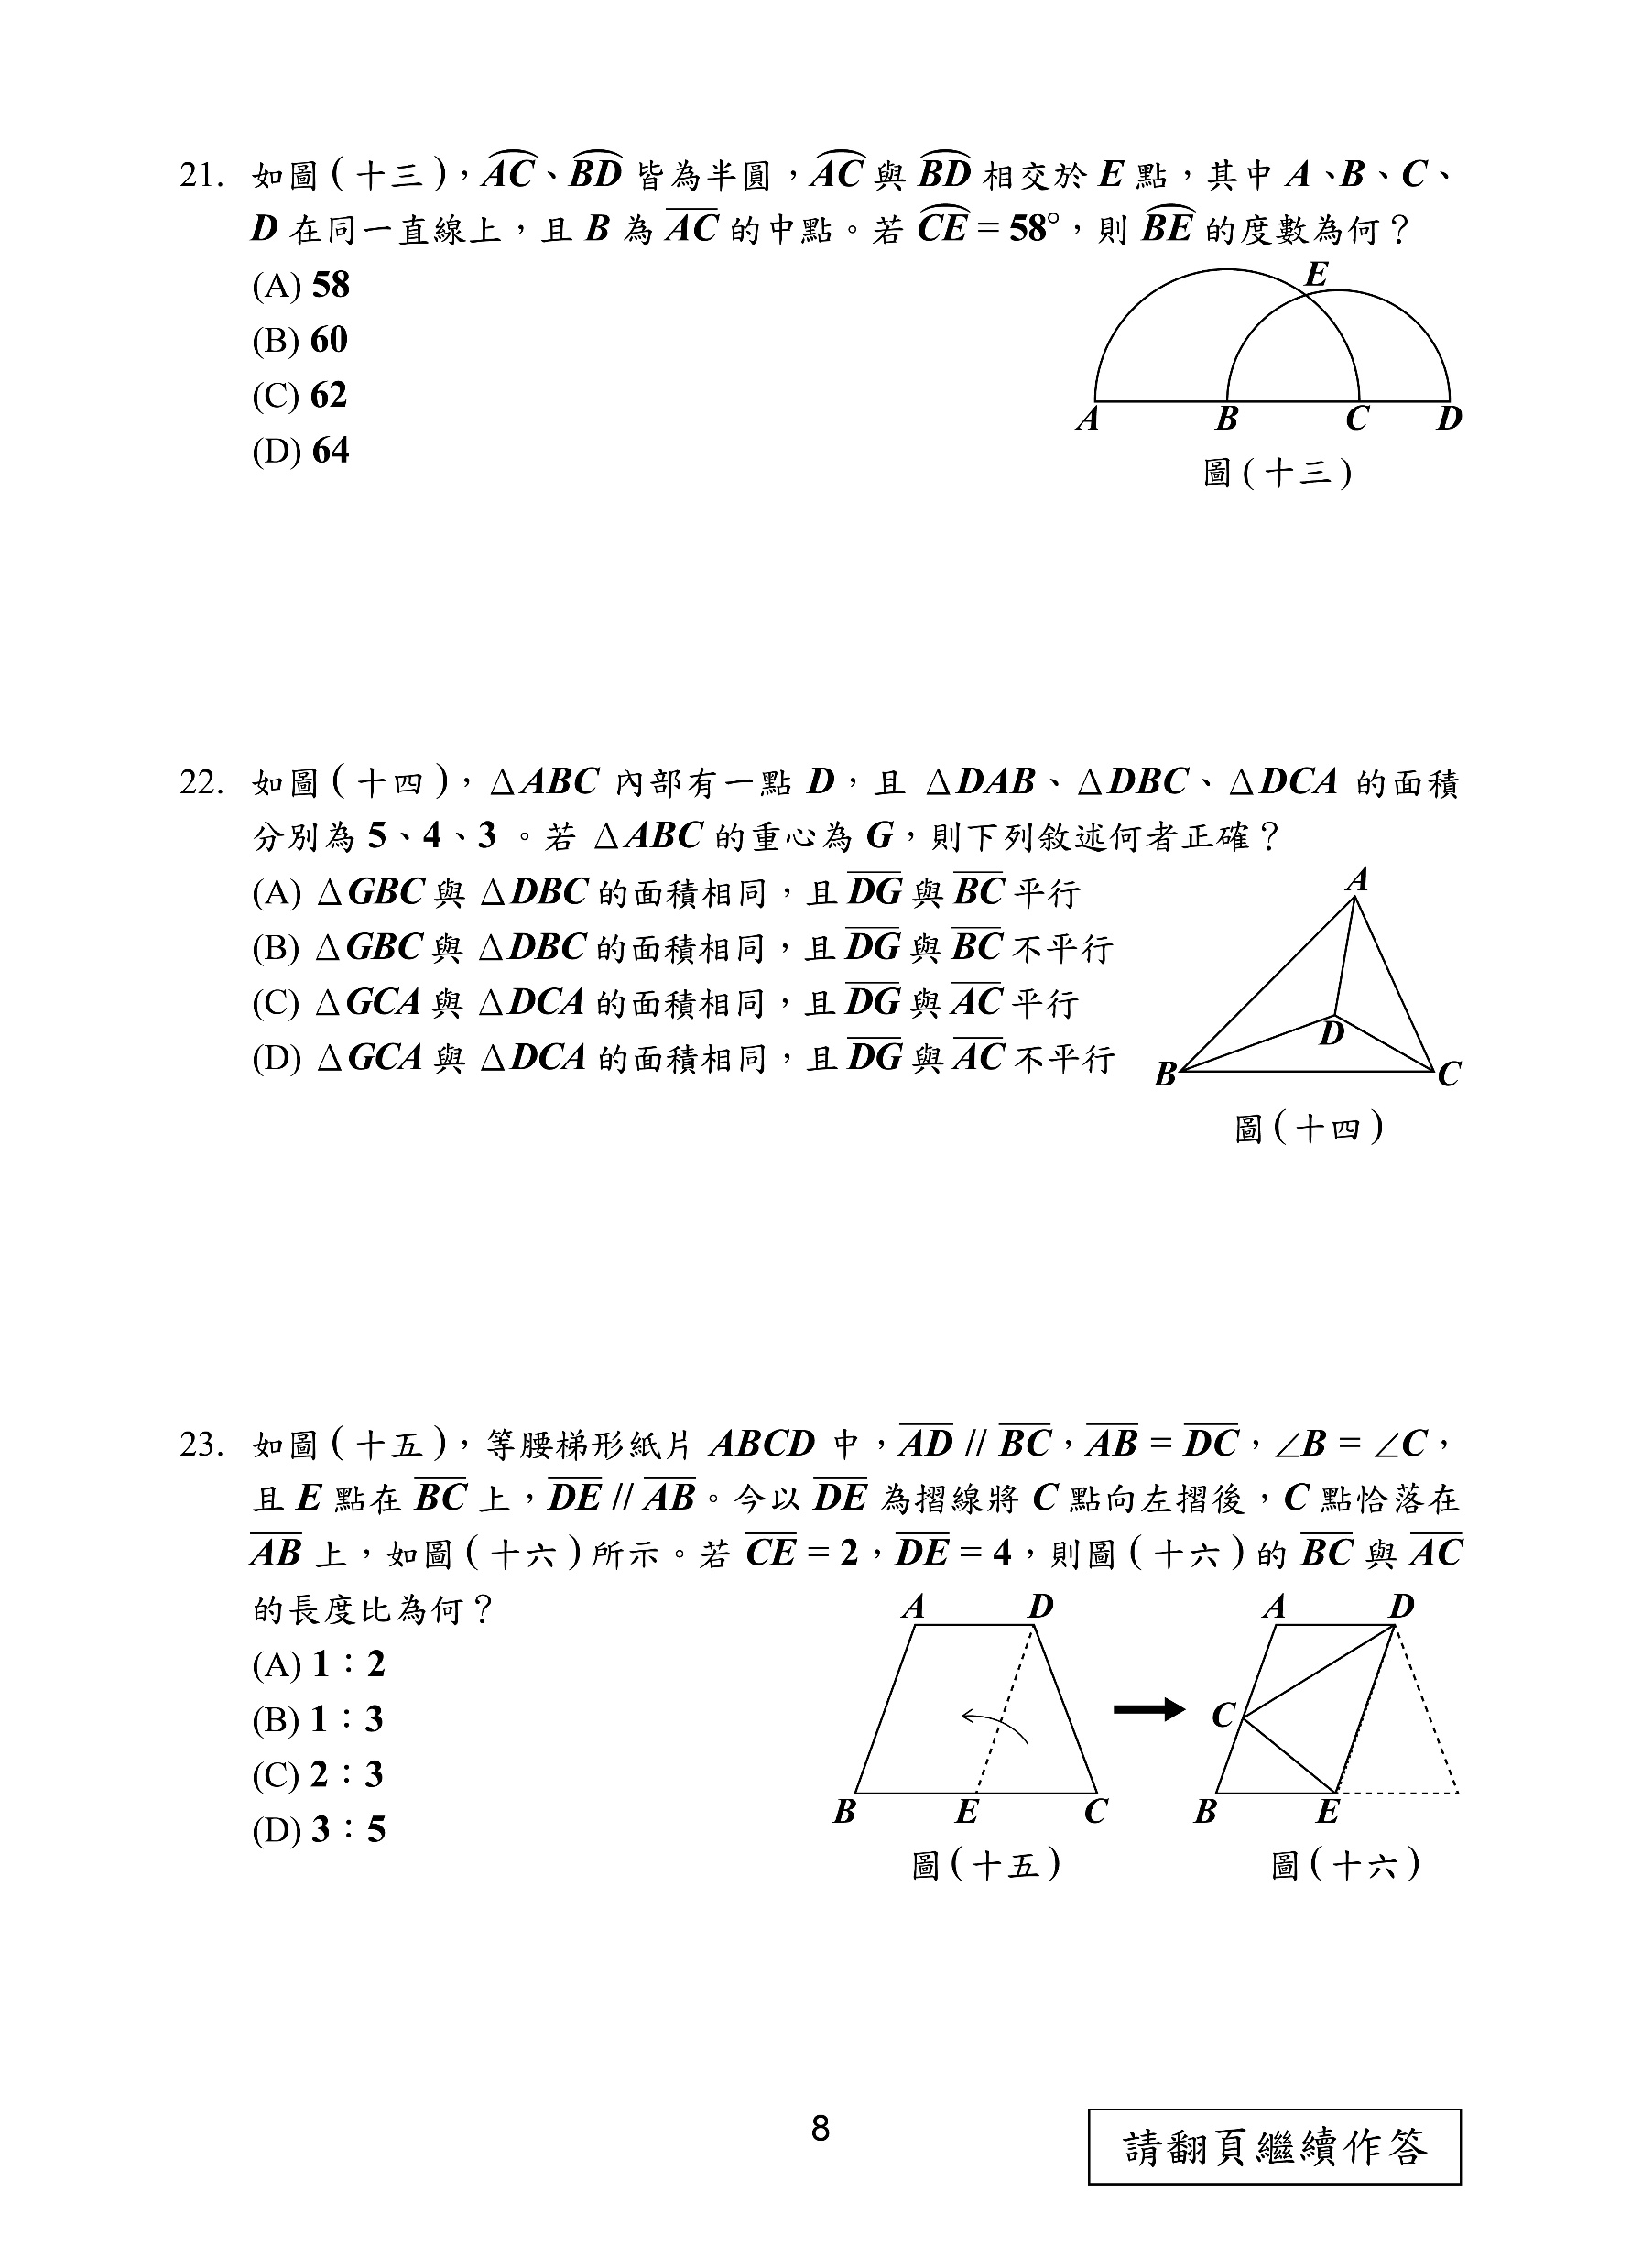 21. 如圖(十三)，AC、BD 皆為半圓，AC 與 BD 相交於 E 點，其中 A、B、C、
D 在同一直線上，且 B 為 AC 的中點。若 CE = 58°，則 BE 的度數為何？
(A) 58
(B) 60
(C) 62
(D) 64
E
A B C D
圖(十三)
22. 如圖(十四)，△ABC 內部有一點 D，且 △DAB、△DBC、△DCA 的面積
分別為 5、4、3 。若 △ABC 的重心為 G，則下列敘述何者正確？
(A) △GBC 與 △DBC 的面積相同，且 DG 與 BC 平行
(B) △GBC 與 △DBC 的面積相同，且 DG 與 BC 不平行
(C) △GCA 與 △DCA 的面積相同，且 DG 與 AC 平行
(D) △GCA 與 △DCA 的面積相同，且 DG 與 AC 不平行
A
D
B C
圖(十四)
23. 如圖(十五)，等腰梯形紙片 ABCD 中，AD // BC，AB = DC，∠B = ∠C，
且 E 點在 BC 上，DE // AB。今以 DE 為摺線將 C 點向左摺後，C 點恰落在
AB 上，如圖(十六)所示。若 CE = 2，DE = 4，則圖(十六)的 BC 與 AC
的長度比為何？
(A) 1：2
(B) 1：3
(C) 2：3
(D) 3：5
A D
B E C
圖(十五)
A D
C
B E
圖(十六)
8
請翻頁繼續作答